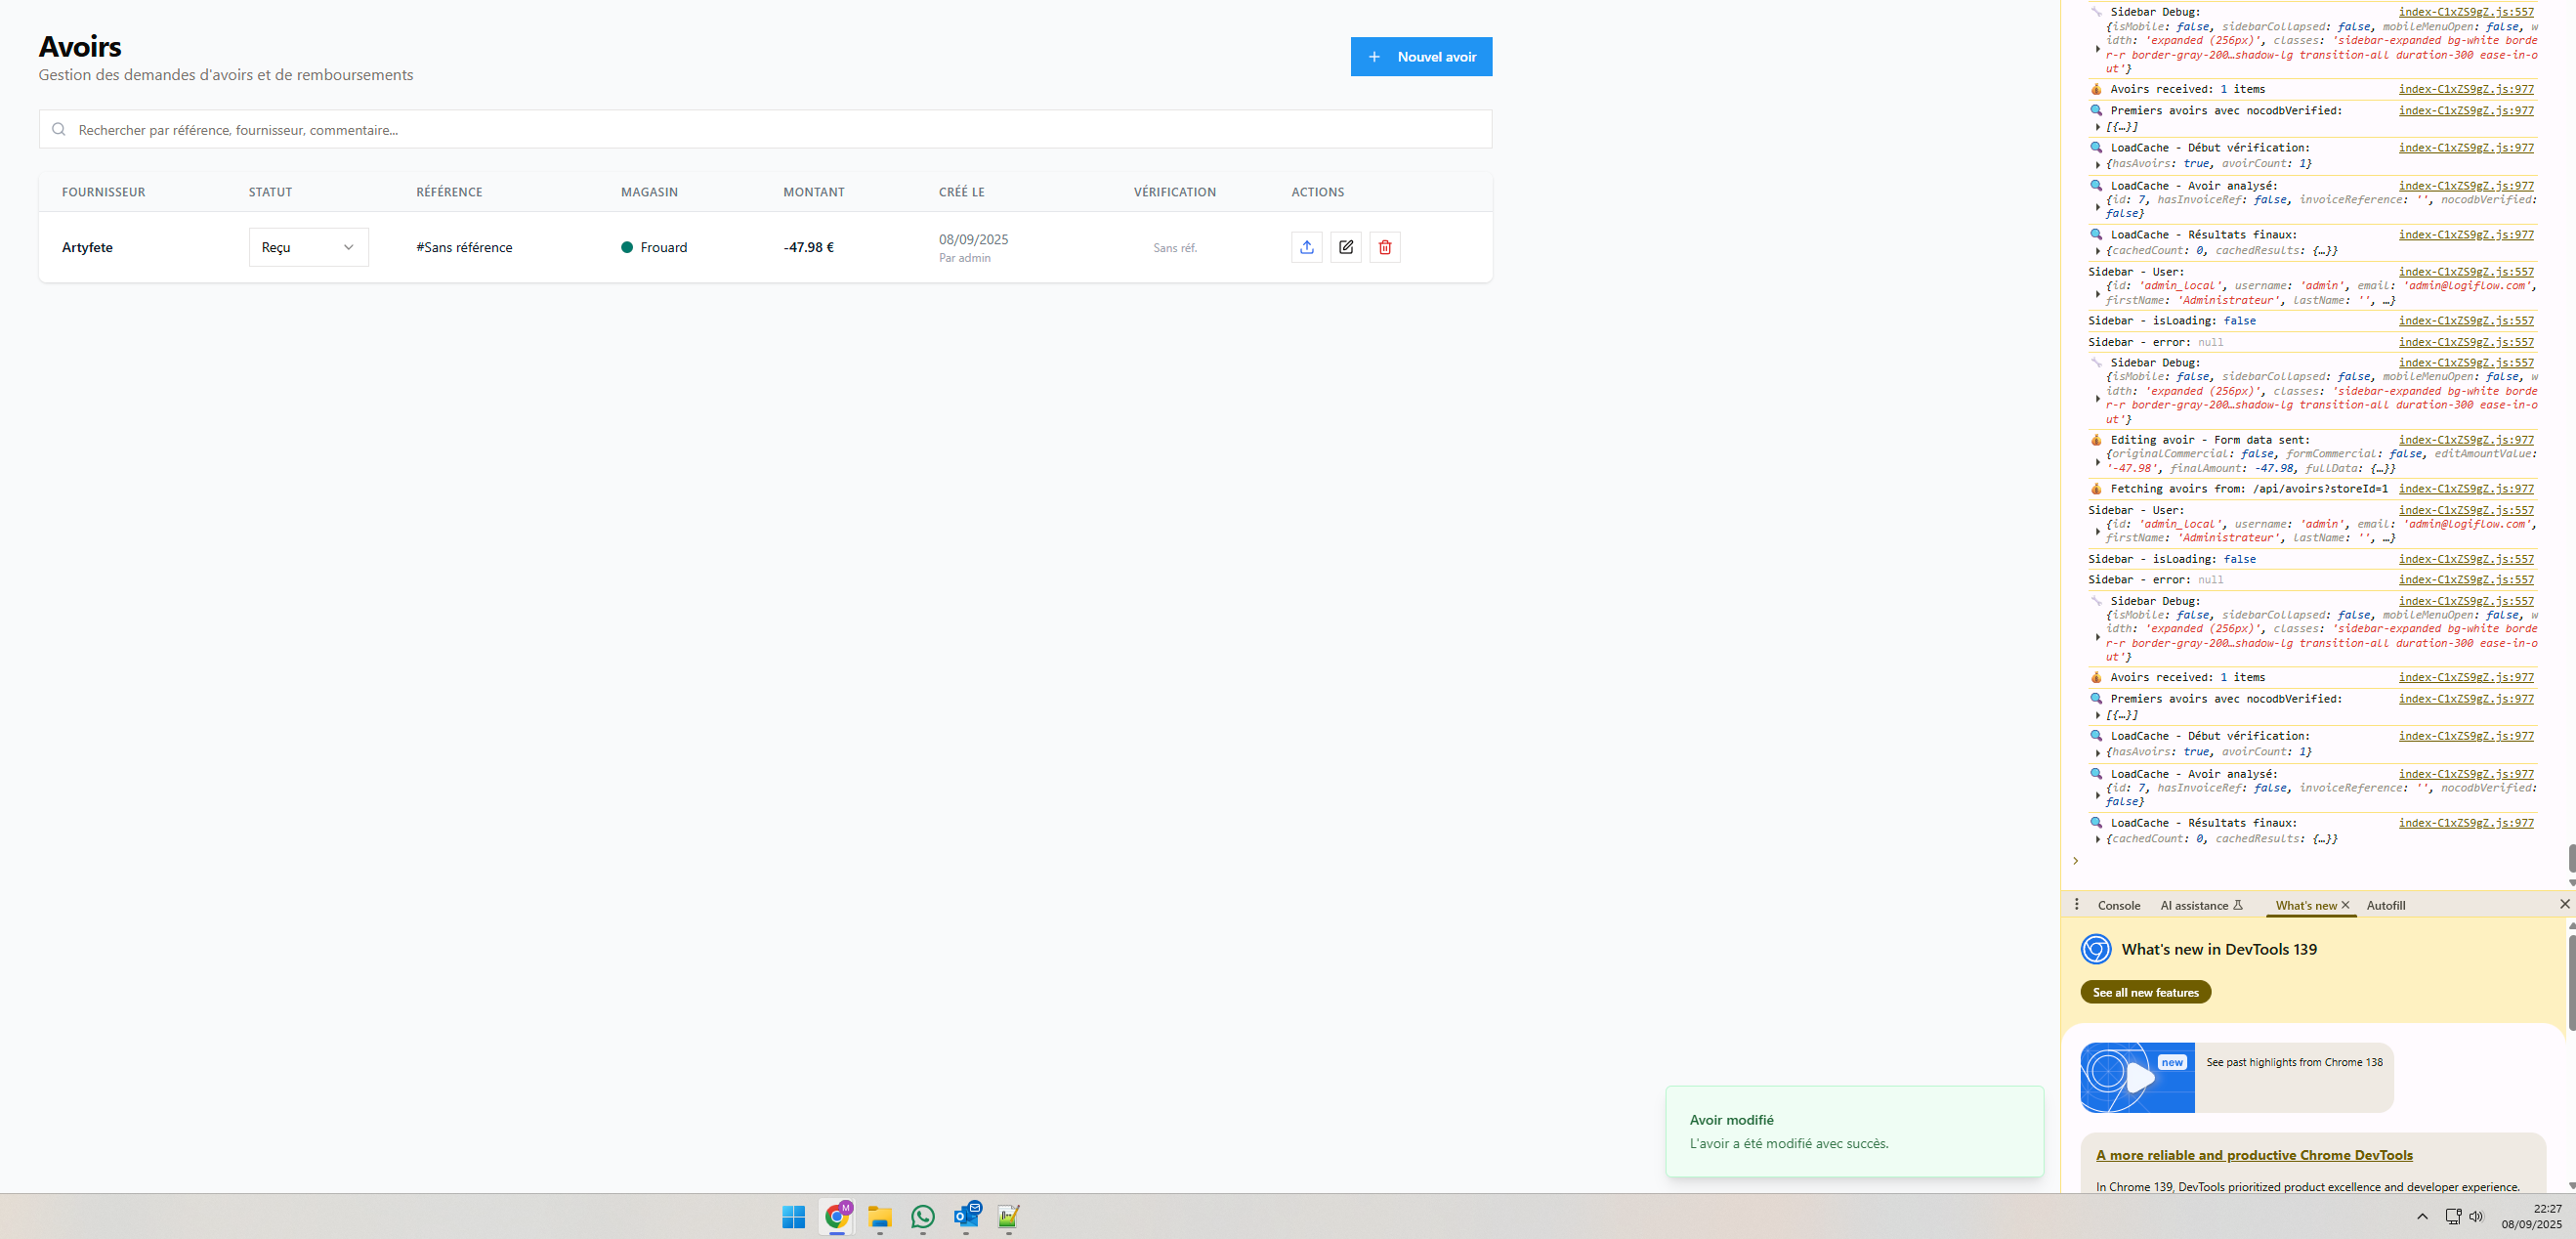 Avoirs
Gestion des demandes d'avoirs et de remboursements
Nouvel avoir
Rechercher par référence, fournisseur, commentaire...
FOURNISSEUR STATUT RÉFÉRENCE MAGASIN MONTANT CRÉÉ LE VÉRIFICATION ACTIONS
Artyfete Reçu #Sans référence Frouard -47.98 € 08/09/2025 Sans réf.
Par admin
Avoir modifié
L'avoir a été modifié avec succès.
Sidebar Debug: index-C1xZS9gZ.js:557
{isMobile: false, sidebarCollapsed: false, mobileMenuOpen: false, w
idth: 'expanded (256px)', classes: 'sidebar-expanded bg-white borde
r-r border-gray-200…shadow-lg transition-all duration-300 ease-in-o
ut'}
Avoirs received: 1 items index-C1xZS9gZ.js:977
Premiers avoirs avec nocodbVerified: index-C1xZS9gZ.js:977
[{…}]
LoadCache - Début vérification: index-C1xZS9gZ.js:977
{hasAvoirs: true, avoirCount: 1}
LoadCache - Avoir analysé: index-C1xZS9gZ.js:977
{id: 7, hasInvoiceRef: false, invoiceReference: '', nocodbVerified:
false}
LoadCache - Résultats finaux: index-C1xZS9gZ.js:977
{cachedCount: 0, cachedResults: {…}}
Sidebar - User: index-C1xZS9gZ.js:557
{id: 'admin_local', username: 'admin', email: 'admin@logiflow.com',
firstName: 'Administrateur', lastName: '', …}
Sidebar - isLoading: false index-C1xZS9gZ.js:557
Sidebar - error: null index-C1xZS9gZ.js:557
Sidebar Debug: index-C1xZS9gZ.js:557
{isMobile: false, sidebarCollapsed: false, mobileMenuOpen: false, w
idth: 'expanded (256px)', classes: 'sidebar-expanded bg-white borde
r-r border-gray-200…shadow-lg transition-all duration-300 ease-in-o
ut'}
Editing avoir - Form data sent: index-C1xZS9gZ.js:977
{originalCommercial: false, formCommercial: false, editAmountValue:
'-47.98', finalAmount: -47.98, fullData: {…}}
Fetching avoirs from: /api/avoirs?storeId=1 index-C1xZS9gZ.js:977
Sidebar - User: index-C1xZS9gZ.js:557
{id: 'admin_local', username: 'admin', email: 'admin@logiflow.com',
firstName: 'Administrateur', lastName: '', …}
Sidebar - isLoading: false index-C1xZS9gZ.js:557
Sidebar - error: null index-C1xZS9gZ.js:557
Sidebar Debug: index-C1xZS9gZ.js:557
{isMobile: false, sidebarCollapsed: false, mobileMenuOpen: false, w
idth: 'expanded (256px)', classes: 'sidebar-expanded bg-white borde
r-r border-gray-200…shadow-lg transition-all duration-300 ease-in-o
ut'}
Avoirs received: 1 items index-C1xZS9gZ.js:977
Premiers avoirs avec nocodbVerified: index-C1xZS9gZ.js:977
[{…}]
LoadCache - Début vérification: index-C1xZS9gZ.js:977
{hasAvoirs: true, avoirCount: 1}
LoadCache - Avoir analysé: index-C1xZS9gZ.js:977
{id: 7, hasInvoiceRef: false, invoiceReference: '', nocodbVerified:
false}
LoadCache - Résultats finaux: index-C1xZS9gZ.js:977
{cachedCount: 0, cachedResults: {…}}
Console AI assistance What's new Autofill
What's new in DevTools 139
See all new features
new
See past highlights from Chrome 138
A more reliable and productive Chrome DevTools
In Chrome 139, DevTools prioritized product excellence and developer experience.
M
22:27
08/09/2025